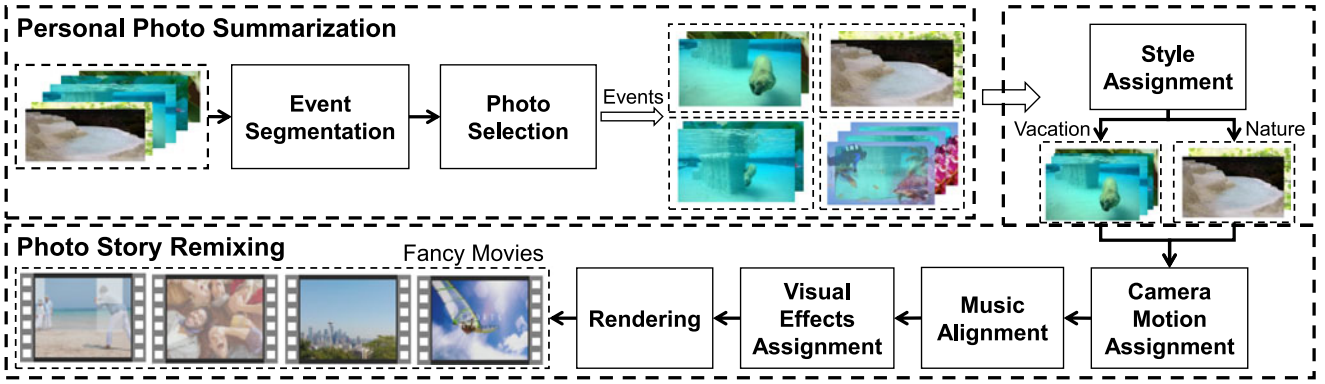 Personal Photo Summarization
Event
Segmentation
Photo
Selection
Events
Style
Assignment
Vacation
Nature
Photo Story Remixing
Fancy Movies
Rendering
Visual
Effects
Assignment
Music
Alignment
Camera
Motion
Assignment